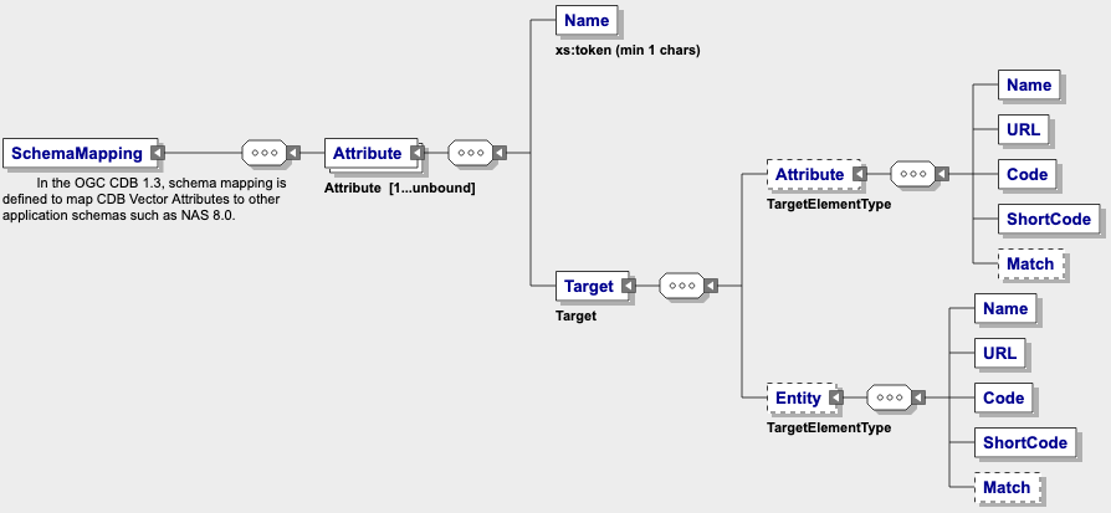 Name
xs:token (min 1 chars)
SchemaMapping
In the OGC CDB 1.3, schema mapping is
defined to map CDB Vector Attributes to other
application schemas such as NAS 8.0.
Attribute
Attribute [1...unbound]
Target
Target
Attribute
TargetElementType
Name
URL
Code
ShortCode
Match
Entity
TargetElementType
Name
URL
Code
ShortCode
Match